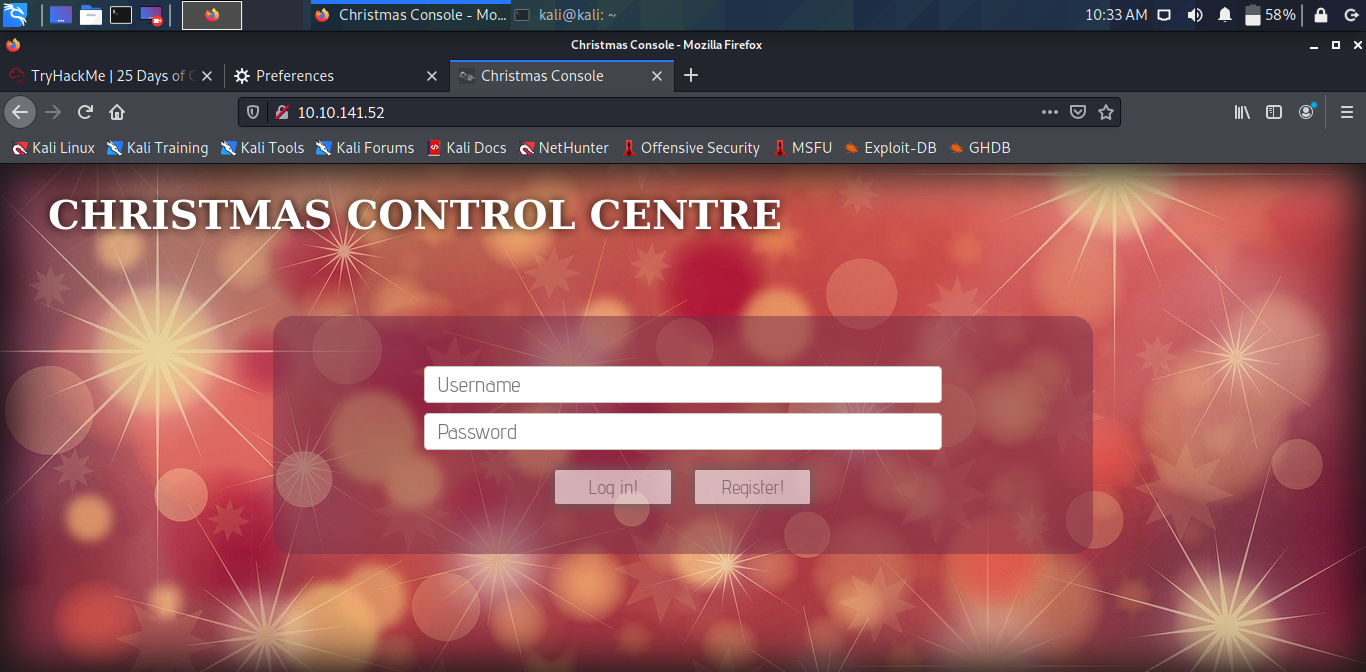 Christmas Console - Mo...
kali@kali: ~
10:33 AM
58%
Christmas Console - Mozilla Firefox
TryHackMe | 25 Days of C
Preferences
Christmas Console
10.10.141.52
Kali Linux
Kali Training
Kali Tools
Kali Forums
Kali Docs
NetHunter
Offensive Security
MSFU
Exploit-DB
GHDB
CHRISTMAS CONTROL CENTRE
Username
Password
Log in!
Register!